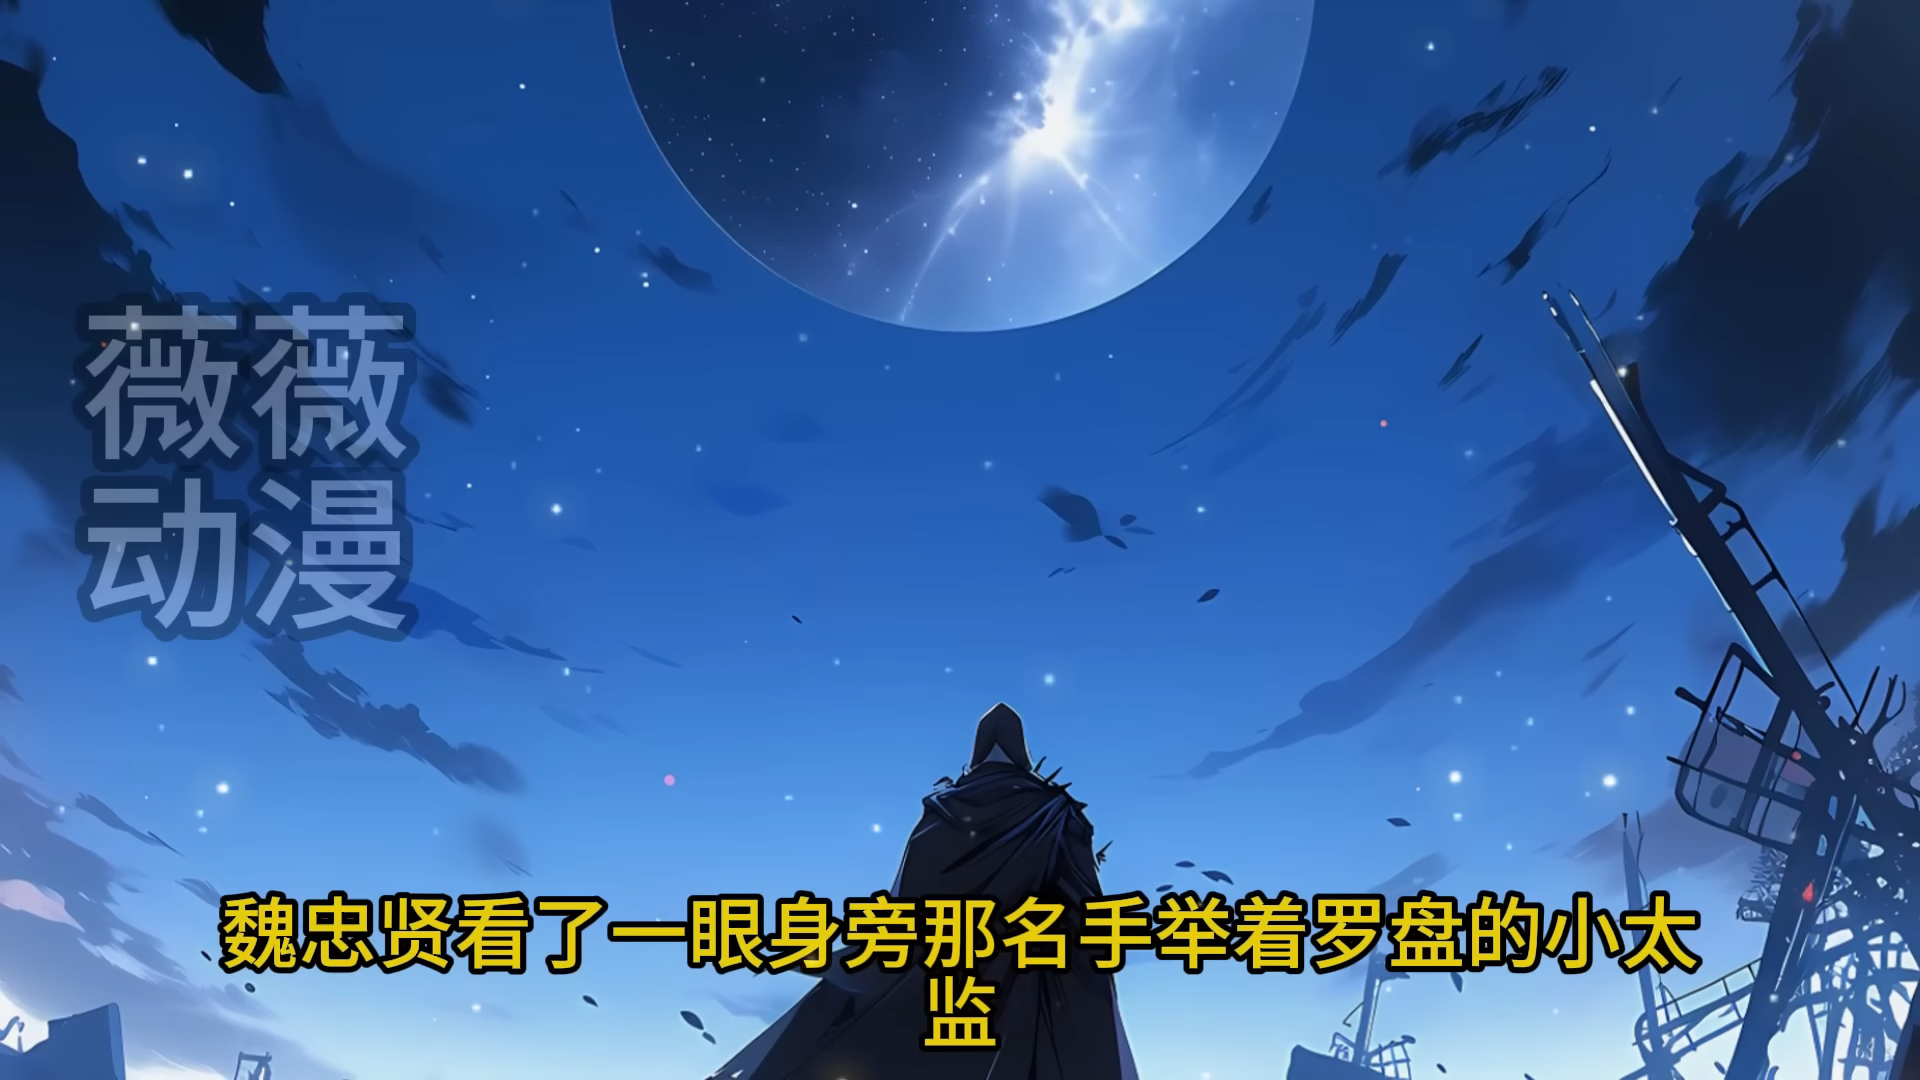 薇薇
动漫
魏忠贤看了一眼身旁那名手举着罗盘的小太
监